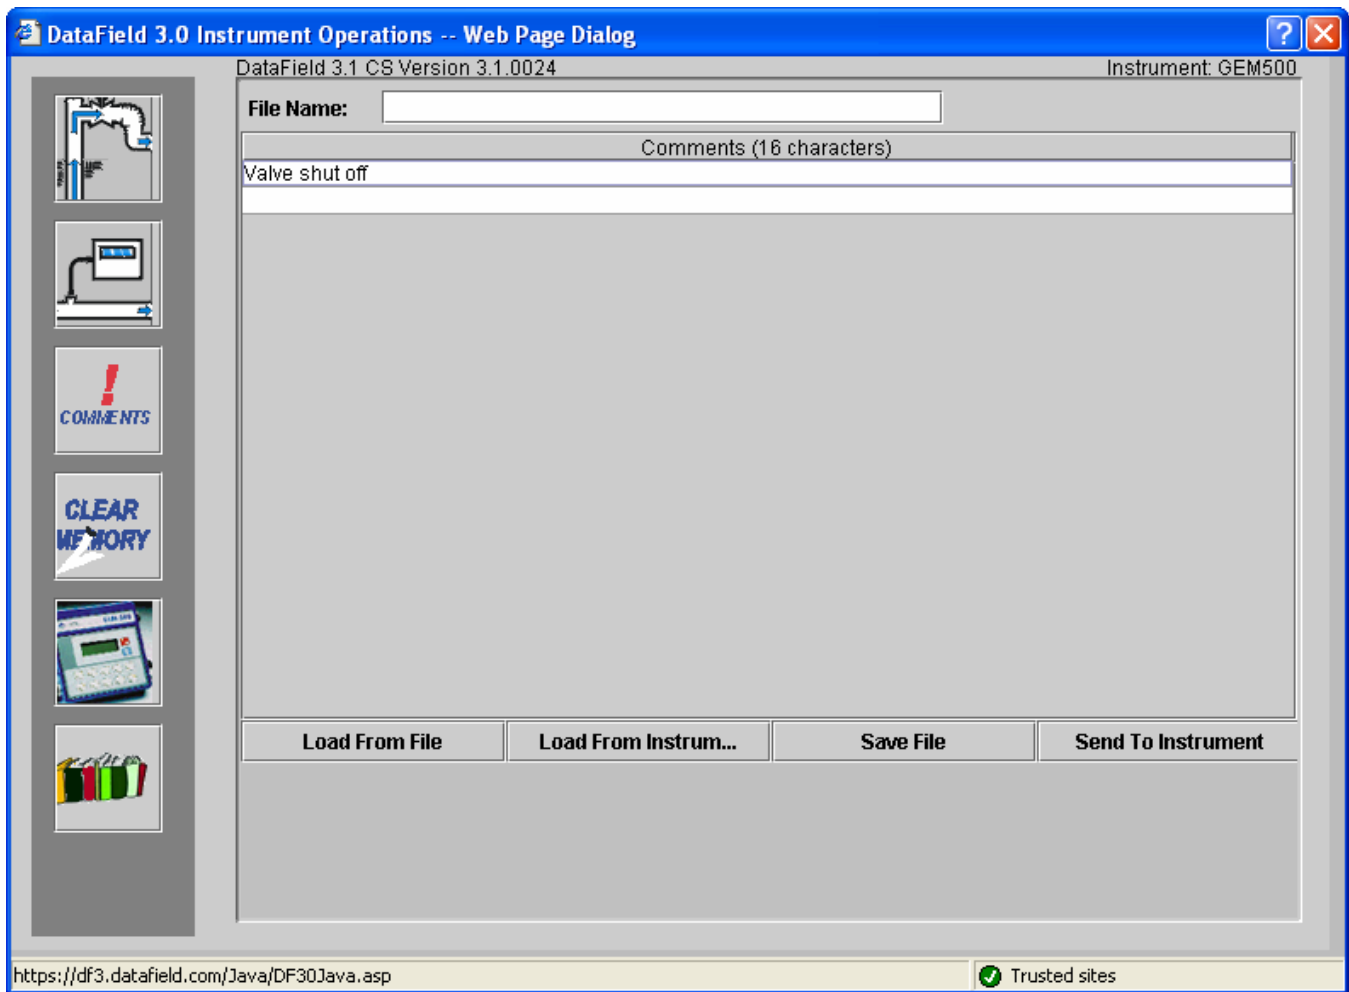 DataField 3.0 Instrument Operations -- Web Page Dialog
DataField 3.1 CS Version 3.1.0024 Instrument: GEM500
File Name:
Comments (16 characters)
Valve shut off
! COMMENTS
CLEAR MEMORY
Load From File Load From Instrum... Save File Send To Instrument
https://df3.datafield.com/Java/DF30Java.asp Trusted sites